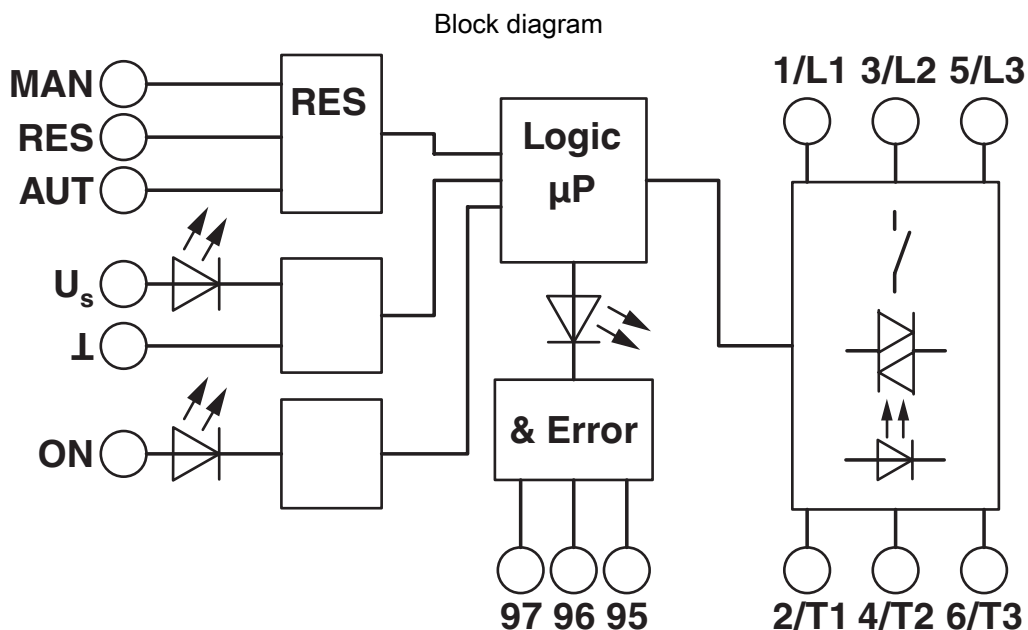 Block diagram
MAN
RES
AUT
RES
Logic
µP
1/L1 3/L2 5/L3
Us
⊥
ON
& Error
97 96 95
2/T1 4/T2 6/T3